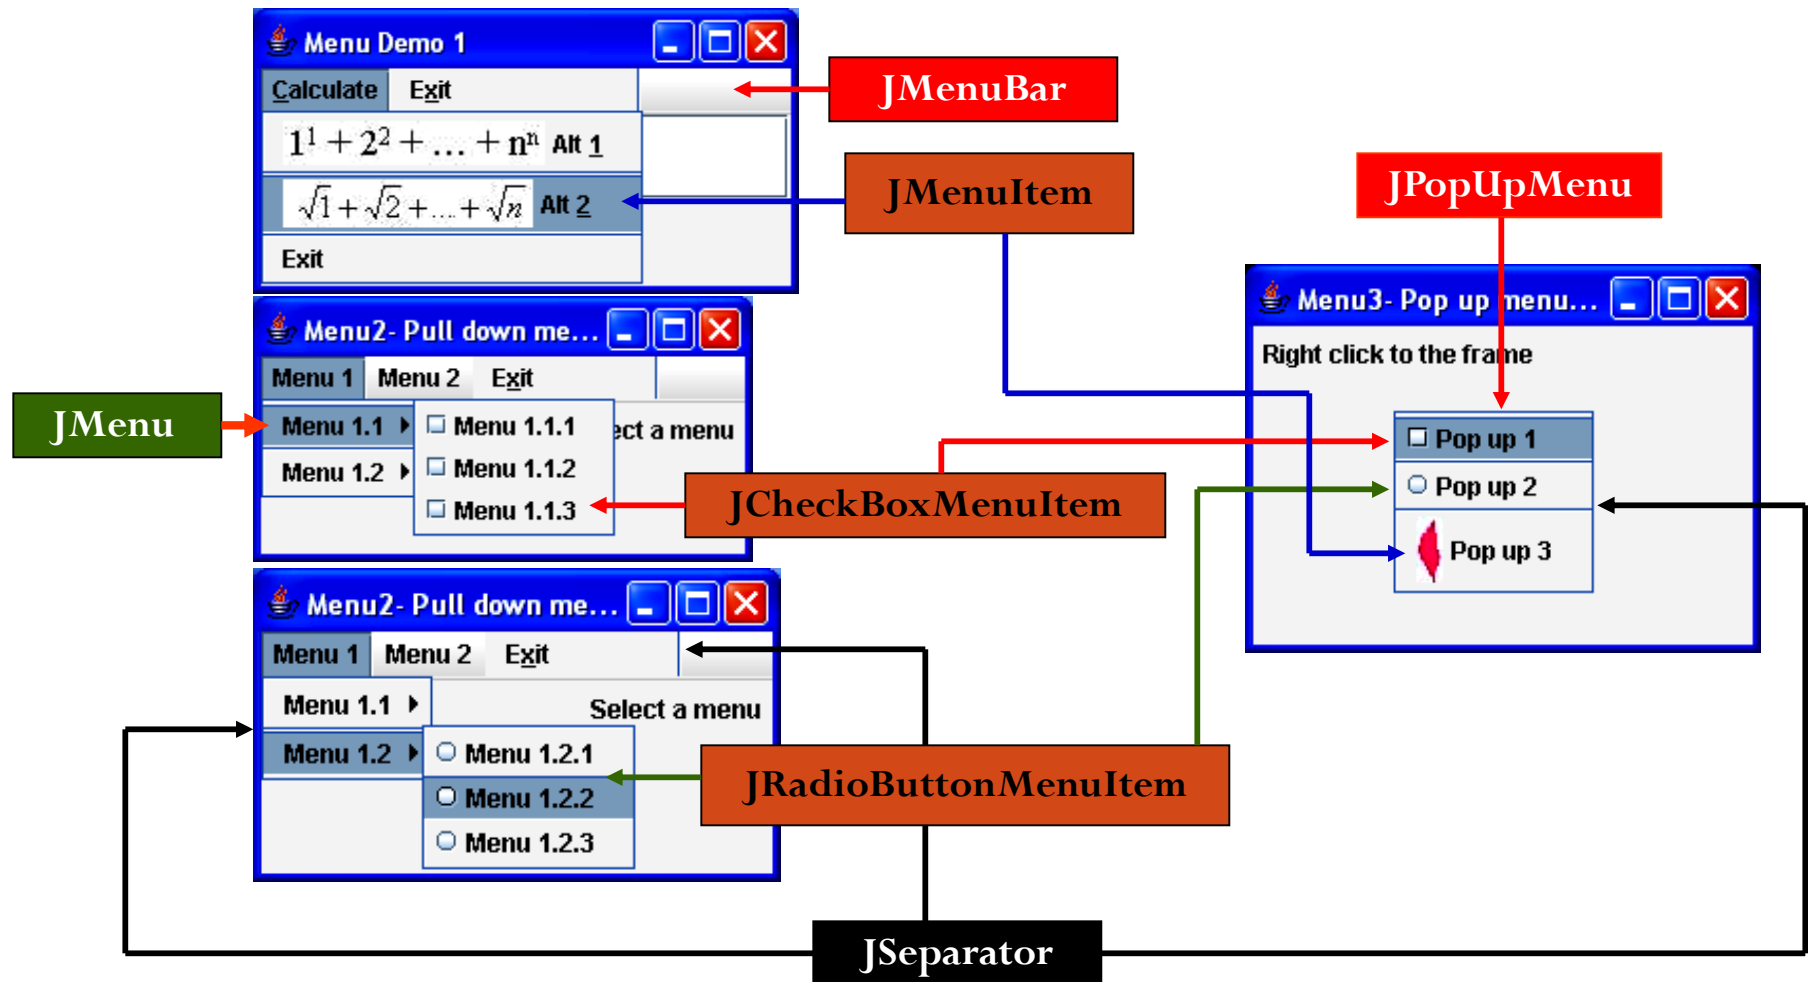 Menu Demo 1
Calculate Exit
1¹ + 2² + ... + nⁿ Alt 1
√1 + √2 + ... + √n Alt 2
Exit
JMenuBar
JMenuItem
JPopUpMenu
Menu2- Pull down me...
Menu 1 Menu 2 Exit
Menu 1.1 Menu 1.1.1 ect a menu
Menu 1.2 Menu 1.1.2
Menu 1.1.3
JMenu
JCheckBoxMenuItem
Menu3- Pop up menu...
Right click to the frame
Pop up 1
Pop up 2
Pop up 3
Menu2- Pull down me...
Menu 1 Menu 2 Exit
Menu 1.1 Select a menu
Menu 1.2 Menu 1.2.1
Menu 1.2.2
Menu 1.2.3
JRadioButtonMenuItem
JSeparator